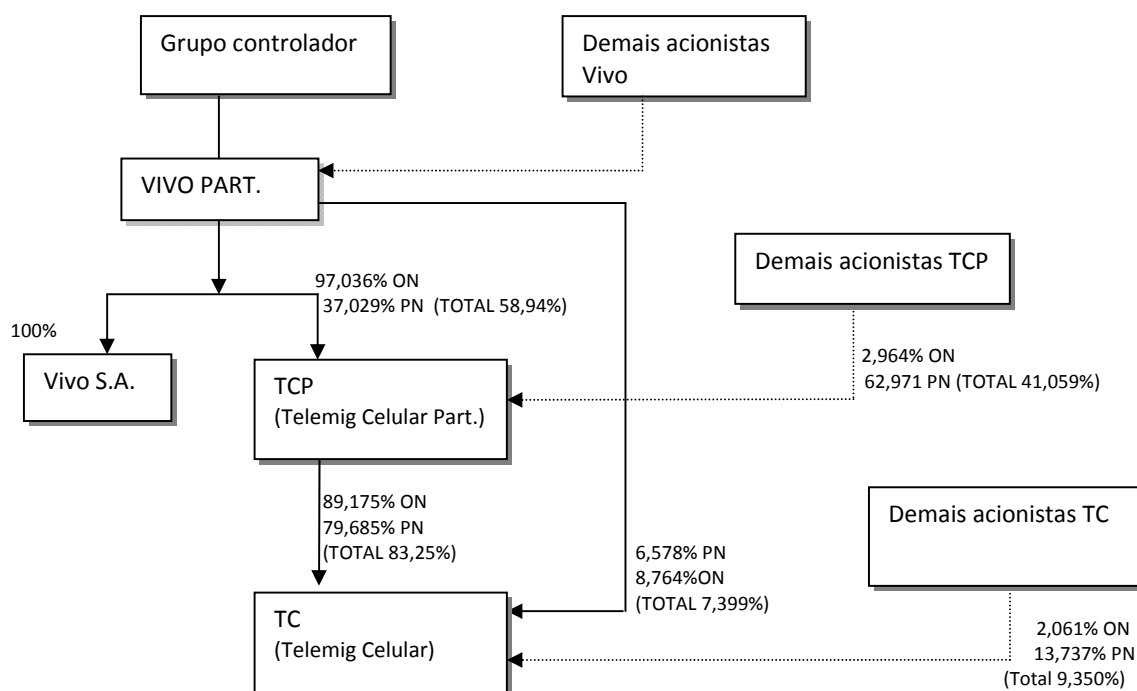 Grupo controlador
Demais acionistas
Vivo
VIVO PART.
97,036% ON
37,029% PN (TOTAL 58,94%)
Demais acionistas TCP
100%
Vivo S.A.
TCP
(Telemig Celular Part.)
2,964% ON
62,971 PN (TOTAL 41,059%)
89,175% ON
79,685% PN
(TOTAL 83,25%)
Demais acionistas TC
6,578% PN
8,764%ON
(TOTAL 7,399%)
TC
(Telemig Celular)
2,061% ON
13,737% PN
(Total 9,350%)